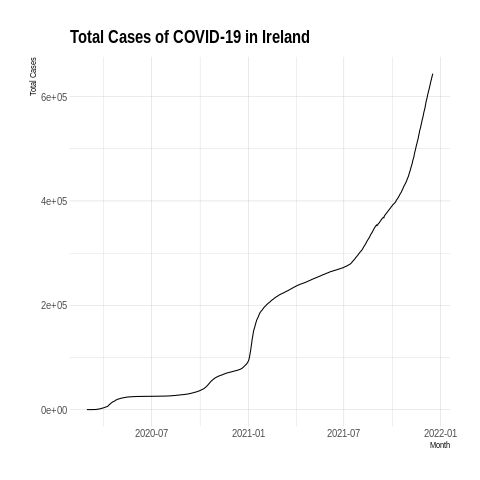 Total Cases of COVID-19 in Ireland
Total Cases
6e+05
4e+05
2e+05
0e+00
2020-07 2021-01 2021-07 2022-01
Month